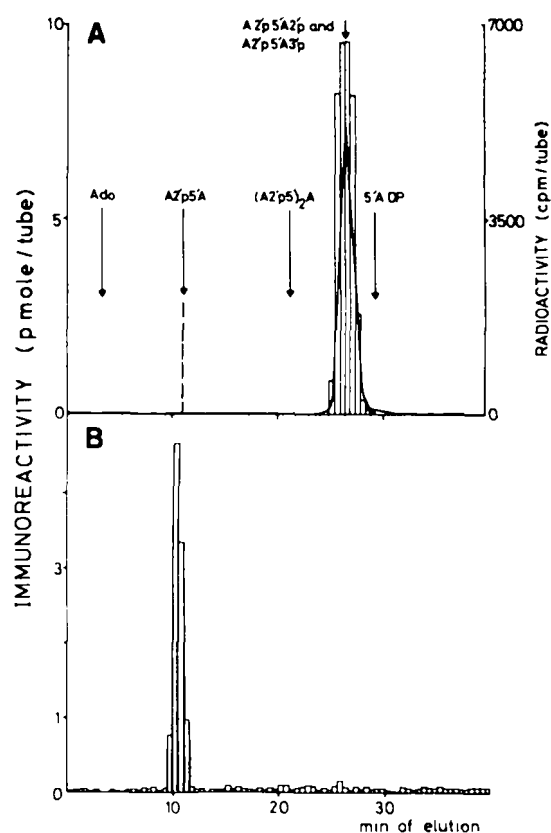 A
A2'p5'A2'p and
A2'p5'A3'p
Ado
A2'p5'A
(A2'p5')₂A
5'ADP
10
5
0
7000
3500
0
IMMUNOREACTIVITY (pmole/tube)
RADIOACTIVITY (cpm/tube)
B
3
1
0
10
20
30
min of elution